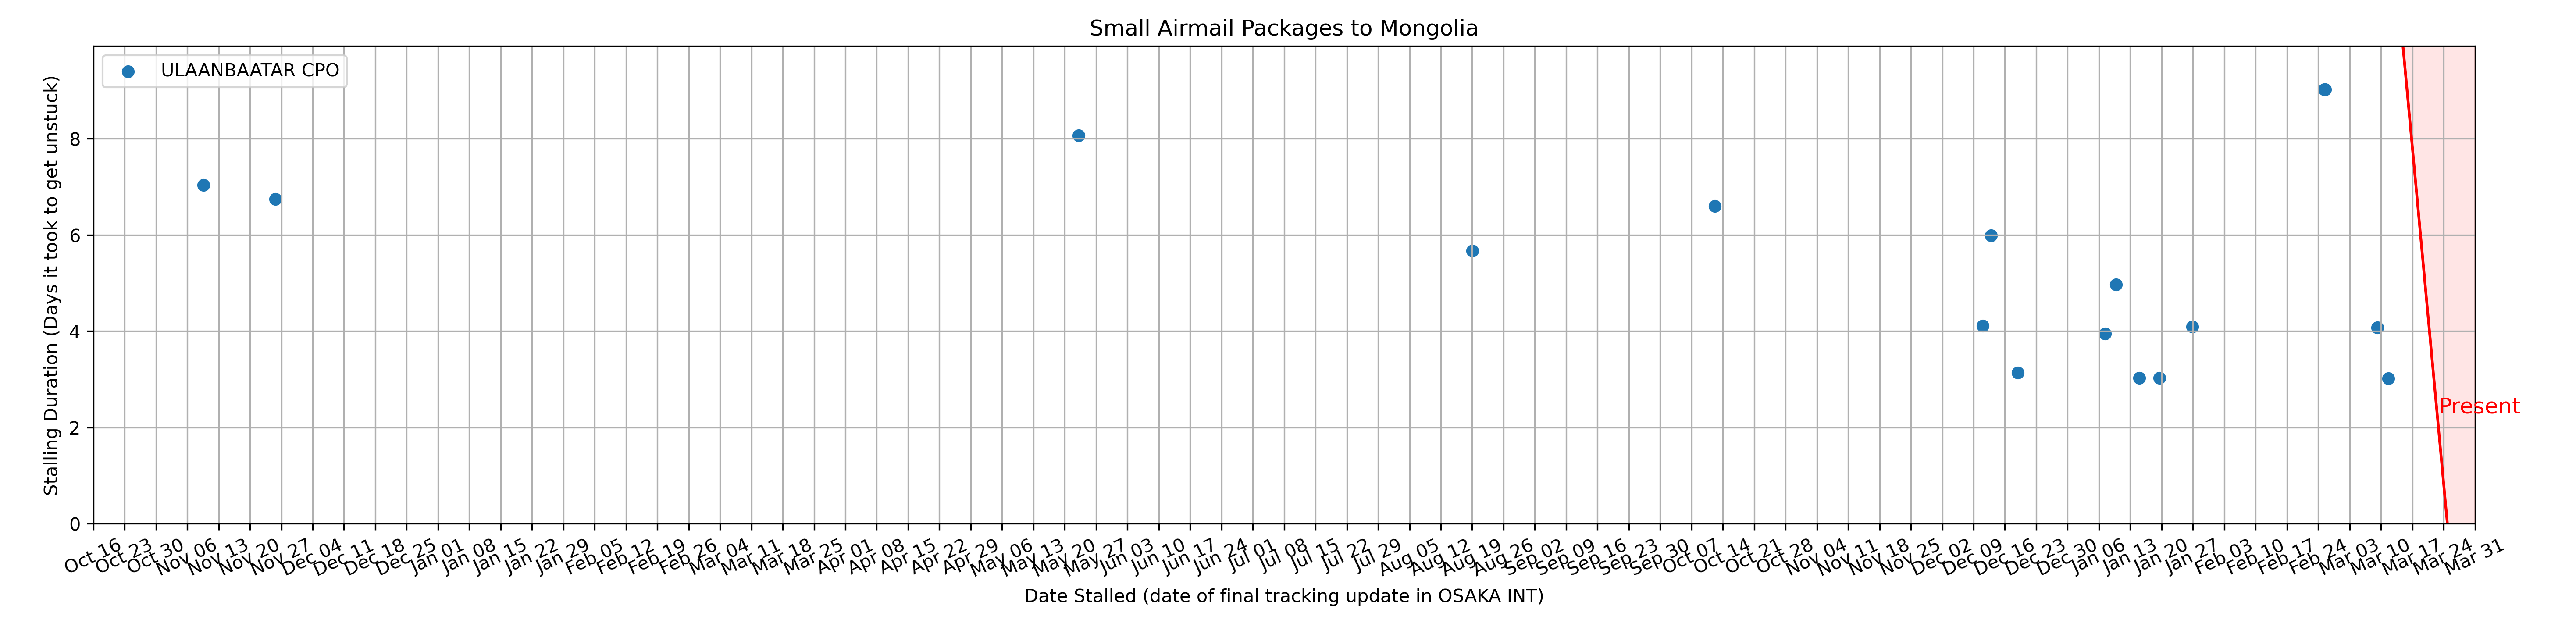 Small Airmail Packages to Mongolia
ULAANBAATAR CPO
Stalling Duration (Days it took to get unstuck)
8
6
4
2
0
Present
Oct 16
Oct 23
Oct 30
Nov 06
Nov 13
Nov 20
Nov 27
Dec 04
Dec 11
Dec 18
Dec 25
Jan 01
Jan 08
Jan 15
Jan 22
Jan 29
Feb 05
Feb 12
Feb 19
Feb 26
Mar 04
Mar 11
Mar 18
Mar 25
Apr 01
Apr 08
Apr 15
Apr 22
Apr 29
May 06
May 13
May 20
May 27
Jun 03
Jun 10
Jun 17
Jun 24
Jul 01
Jul 08
Jul 15
Jul 22
Jul 29
Aug 05
Aug 12
Aug 19
Aug 26
Sep 02
Sep 09
Sep 16
Sep 23
Sep 30
Oct 07
Oct 14
Oct 21
Oct 28
Nov 04
Nov 11
Nov 18
Nov 25
Dec 02
Dec 09
Dec 16
Dec 23
Dec 30
Jan 06
Jan 13
Jan 20
Jan 27
Feb 03
Feb 10
Feb 17
Feb 24
Mar 03
Mar 10
Mar 17
Mar 24
Mar 31
Date Stalled (date of final tracking update in OSAKA INT)